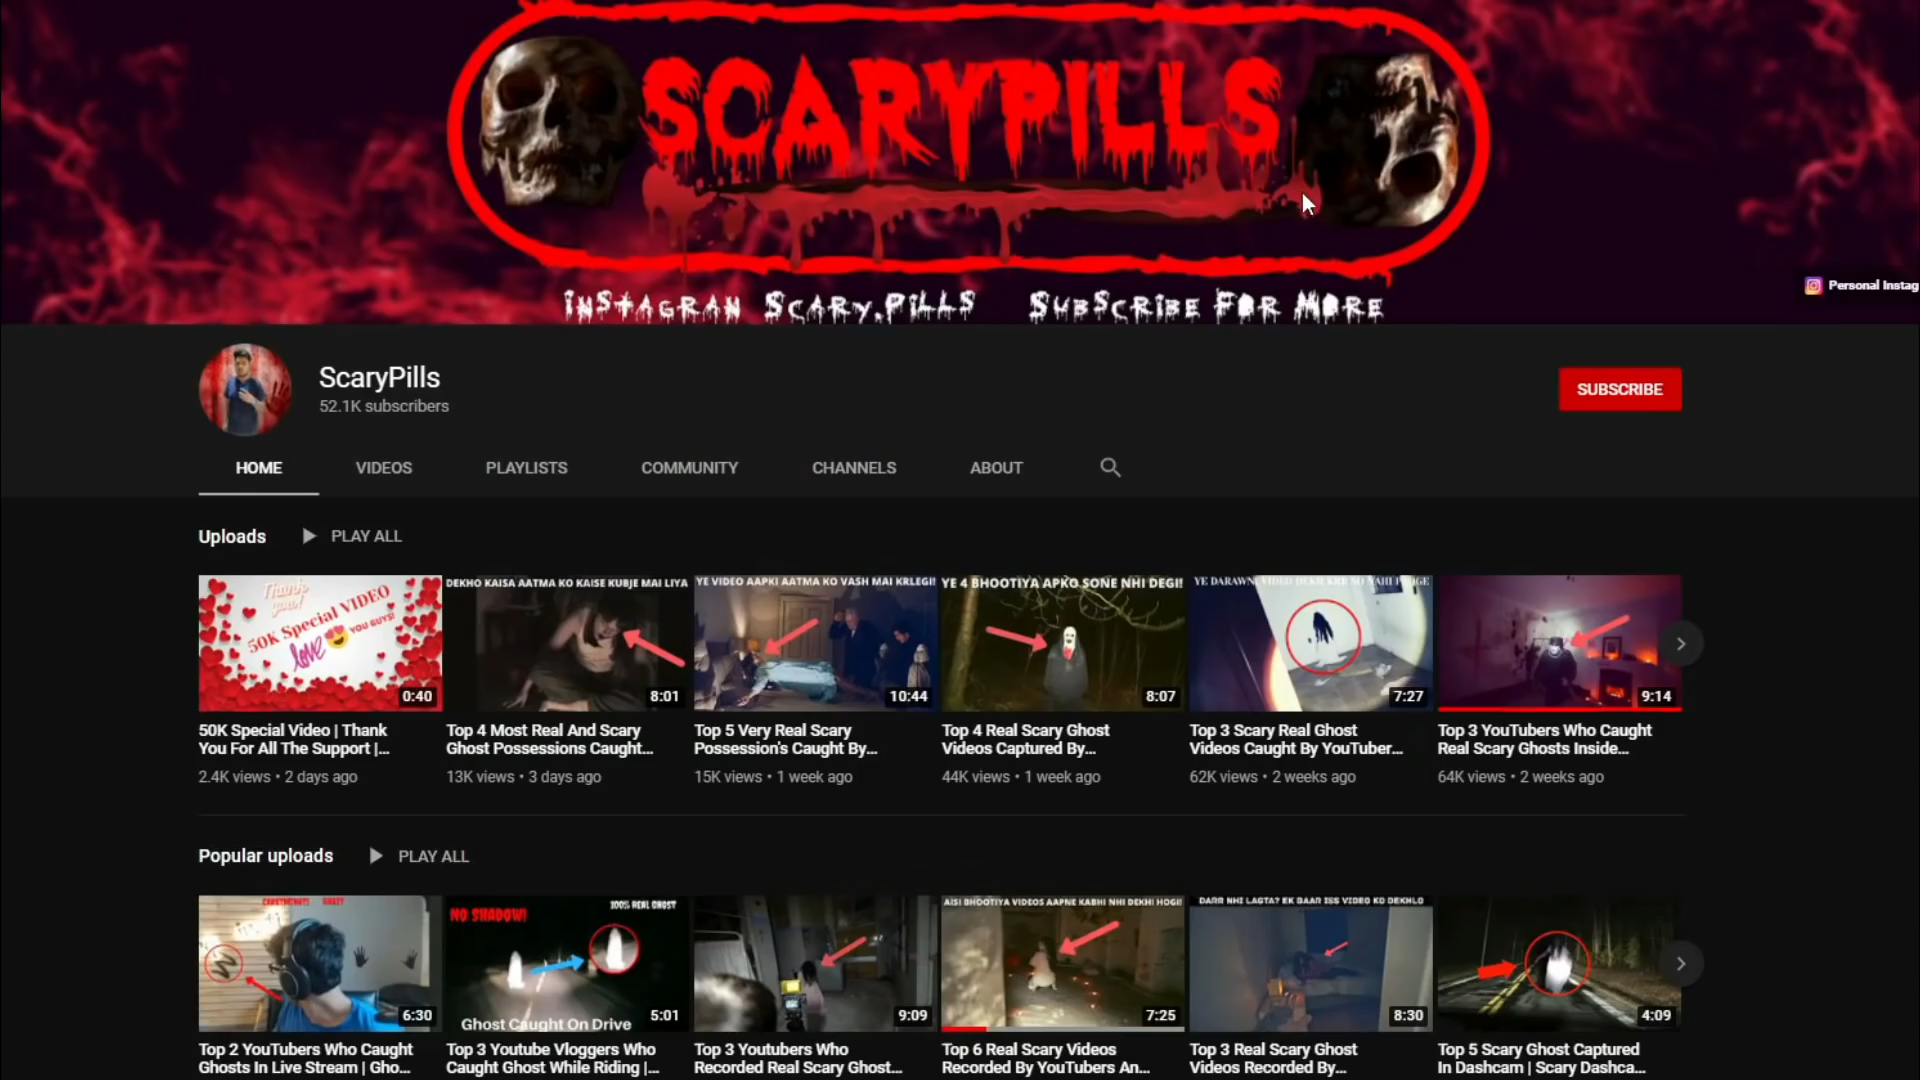 SCARYPILLS
INSTAGRAN SCARY.PILLS SUBSCRIBE FOR MORE
Personal Instag
ScaryPills
52.1K subscribers
SUBSCRIBE
HOME VIDEOS PLAYLISTS COMMUNITY CHANNELS ABOUT
Uploads PLAY ALL
Thank you!
50K Special VIDEO
love YOU GUYS!
0:40
DEKHO KAISA AATMA KO KAISE KUBJE MAI LIYA
8:01
YE VIDEO AAPKI AATMA KO VASH MAI KRLEGI!
10:44
YE 4 BHOOTIYA APKO SONE NHI DEGI!
8:07
YE DARAWNI VIDEO DEKH KRR SO NAHI
7:27
9:14
50K Special Video | Thank
You For All The Support |...
2.4K views • 2 days ago
Top 4 Most Real And Scary
Ghost Possessions Caught...
13K views • 3 days ago
Top 5 Very Real Scary
Possession's Caught By...
15K views • 1 week ago
Top 4 Real Scary Ghost
Videos Captured By...
44K views • 1 week ago
Top 3 Scary Real Ghost
Videos Caught By YouTuber...
62K views • 2 weeks ago
Top 3 YouTubers Who Caught
Real Scary Ghosts Inside...
64K views • 2 weeks ago
Popular uploads PLAY ALL
6:30
NO SHADOW!
100% REAL GHOST
Ghost Caught On Drive
5:01
9:09
AISI BHOOTIYA VIDEOS AAPNE KABHI NHI DEKHI HOGI!
7:25
DARR NHI LAGTA? EK BAAR ISS VIDEO KO DEKHLO
8:30
4:09
Top 2 YouTubers Who Caught
Ghosts In Live Stream | Gho...
Top 3 Youtube Vloggers Who
Caught Ghost While Riding |...
Top 3 Youtubers Who
Recorded Real Scary Ghost...
Top 6 Real Scary Videos
Recorded By YouTubers An...
Top 3 Real Scary Ghost
Videos Recorded By...
Top 5 Scary Ghost Captured
In Dashcam | Scary Dashca...